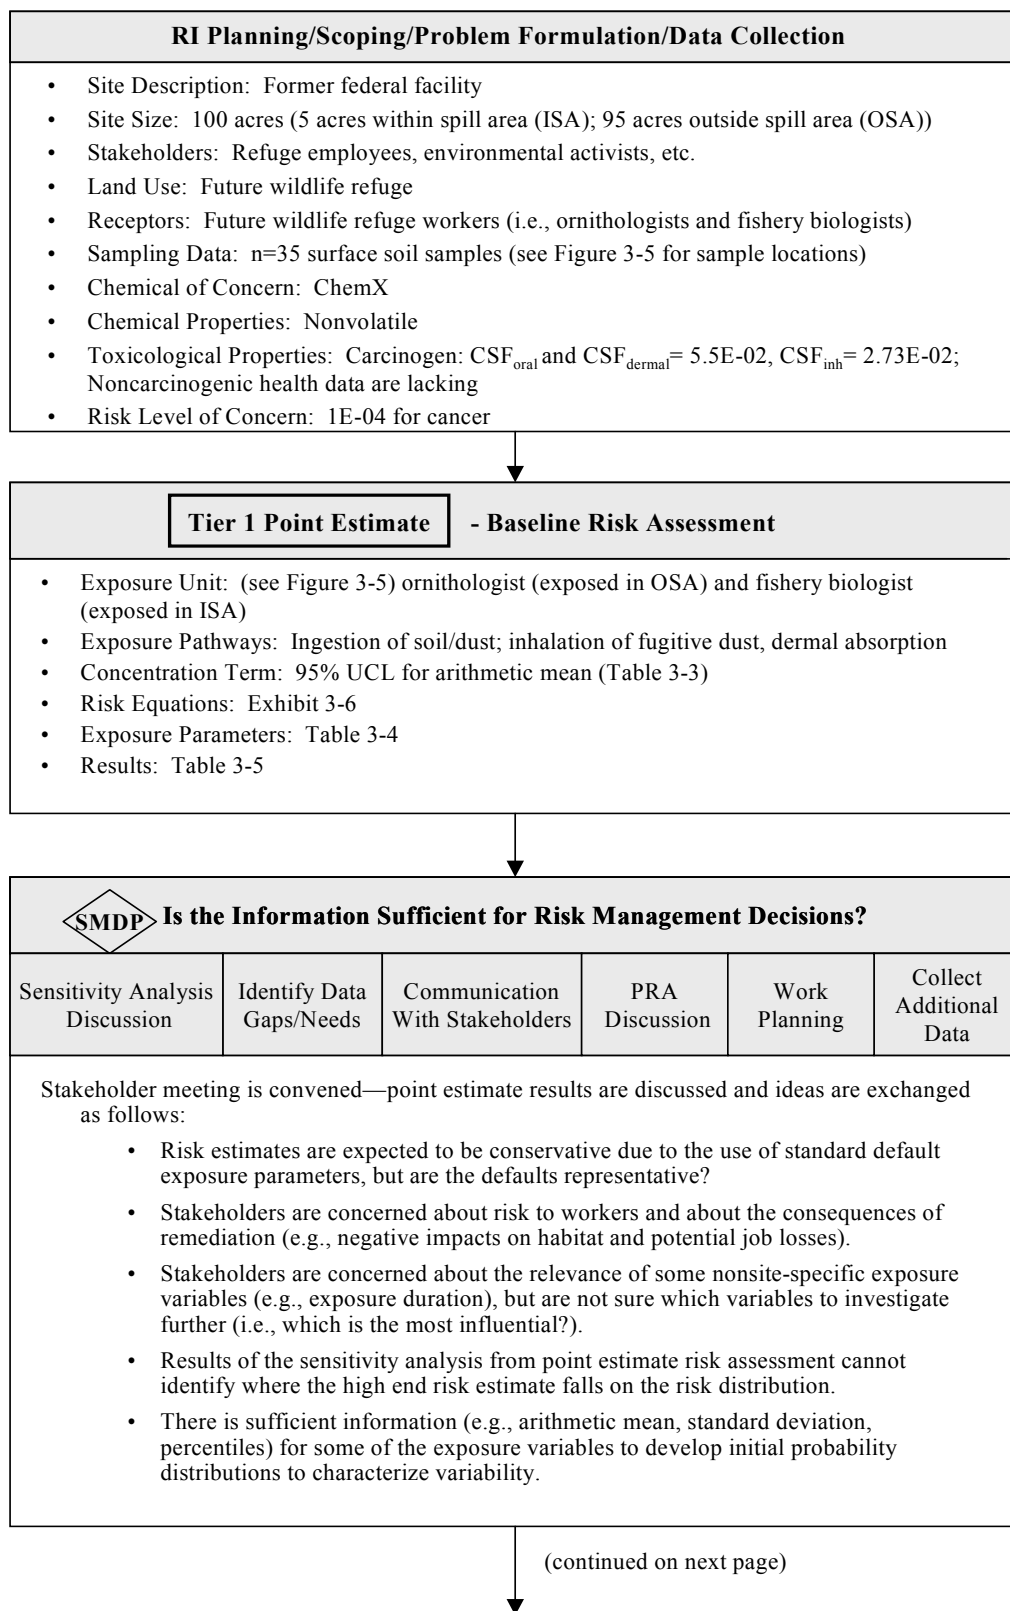 RI Planning/Scoping/Problem Formulation/Data Collection
• Site Description: Former federal facility
• Site Size: 100 acres (5 acres within spill area (ISA); 95 acres outside spill area (OSA))
• Stakeholders: Refuge employees, environmental activists, etc.
• Land Use: Future wildlife refuge
• Receptors: Future wildlife refuge workers (i.e., ornithologists and fishery biologists)
• Sampling Data: n=35 surface soil samples (see Figure 3-5 for sample locations)
• Chemical of Concern: ChemX
• Chemical Properties: Nonvolatile
• Toxicological Properties: Carcinogen: CSForal and CSFdermal= 5.5E-02, CSFinh= 2.73E-02;
Noncarcinogenic health data are lacking
• Risk Level of Concern: 1E-04 for cancer
Tier 1 Point Estimate - Baseline Risk Assessment
• Exposure Unit: (see Figure 3-5) ornithologist (exposed in OSA) and fishery biologist
(exposed in ISA)
• Exposure Pathways: Ingestion of soil/dust; inhalation of fugitive dust, dermal absorption
• Concentration Term: 95% UCL for arithmetic mean (Table 3-3)
• Risk Equations: Exhibit 3-6
• Exposure Parameters: Table 3-4
• Results: Table 3-5
SMDP Is the Information Sufficient for Risk Management Decisions?
Sensitivity Analysis
Discussion
Identify Data
Gaps/Needs
Communication
With Stakeholders
PRA
Discussion
Work
Planning
Collect
Additional
Data
Stakeholder meeting is convened—point estimate results are discussed and ideas are exchanged
as follows:
• Risk estimates are expected to be conservative due to the use of standard default
exposure parameters, but are the defaults representative?
• Stakeholders are concerned about risk to workers and about the consequences of
remediation (e.g., negative impacts on habitat and potential job losses).
• Stakeholders are concerned about the relevance of some nonsite-specific exposure
variables (e.g., exposure duration), but are not sure which variables to investigate
further (i.e., which is the most influential?).
• Results of the sensitivity analysis from point estimate risk assessment cannot
identify where the high end risk estimate falls on the risk distribution.
• There is sufficient information (e.g., arithmetic mean, standard deviation,
percentiles) for some of the exposure variables to develop initial probability
distributions to characterize variability.
(continued on next page)